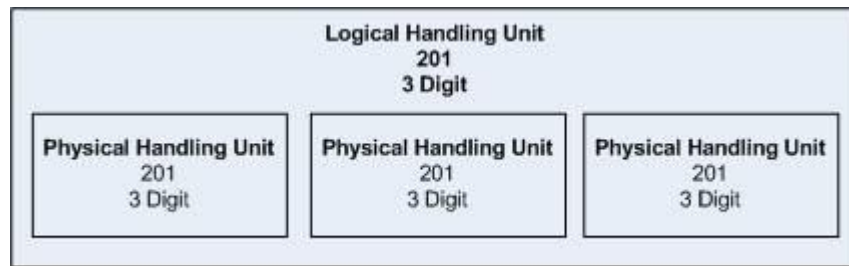 Logical Handling Unit
201
3 Digit
Physical Handling Unit
201
3 Digit
Physical Handling Unit
201
3 Digit
Physical Handling Unit
201
3 Digit